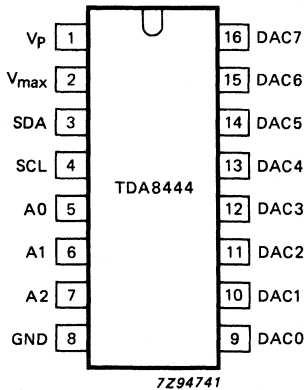 VP 1 16 DAC7
Vmax 2 15 DAC6
SDA 3 14 DAC5
SCL 4 13 DAC4
TDA8444
A0 5 12 DAC3
A1 6 11 DAC2
A2 7 10 DAC1
GND 8 9 DAC0
7Z94741